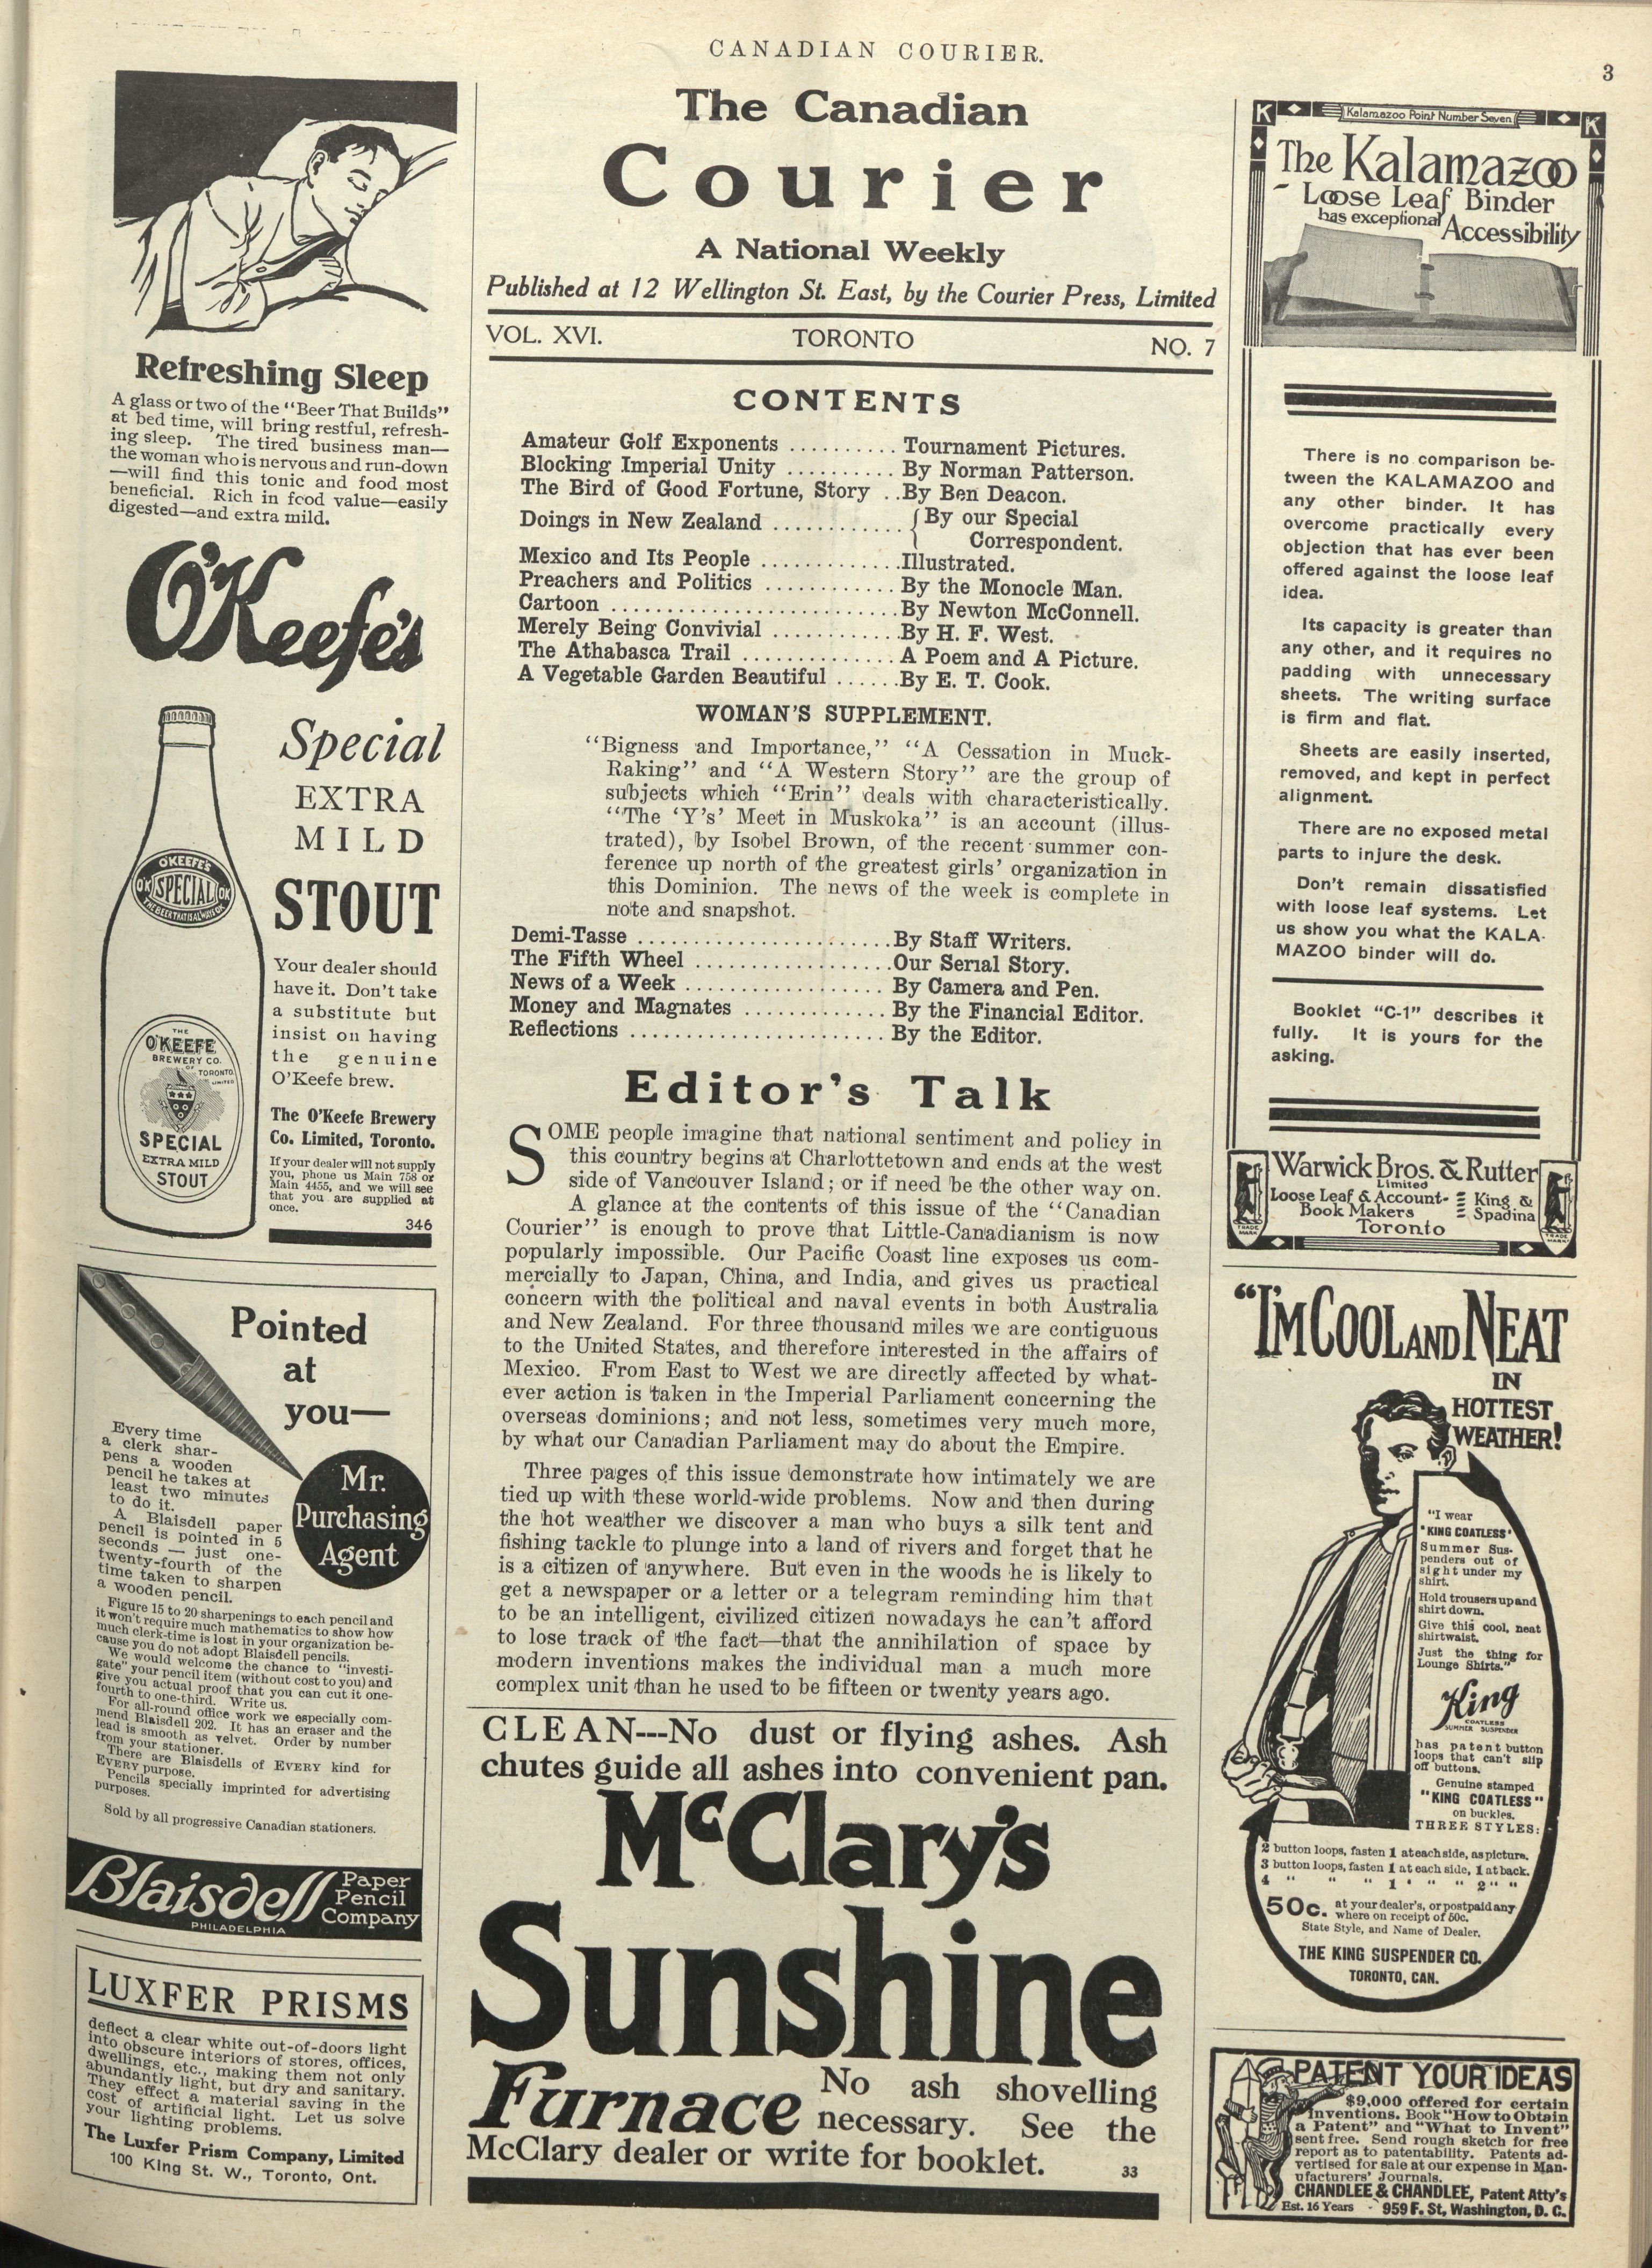 CANADIAN COURIER.
3
Refreshing Sleep
A glass or two of the "Beer That Builds"
at bed time, will bring restful, refresh-
ing sleep. The tired business man—
the woman who is nervous and run-down
—will find this tonic and food most
beneficial. Rich in food value—easily
digested—and extra mild.
O'Keefe's
Special
EXTRA
MILD
STOUT
O'KEEFE'S
OK SPECIAL OK
THE BEER THAT IS ALWAYS OK
THE
O'KEEFE
BREWERY CO.
OF TORONTO
LIMITED
SPECIAL
EXTRA MILD
STOUT
Your dealer should
have it. Don't take
a substitute but
insist on having
the genuine
O'Keefe brew.
The O'Keefe Brewery
Co. Limited, Toronto.
If your dealer will not supply
you, phone us Main 758 or
Main 4455, and we will see
that you are supplied at
once.
346
Pointed
at
you—
Mr.
Purchasing
Agent
Every time
a clerk shar-
pens a wooden
pencil he takes at
least two minutes
to do it.
A Blaisdell paper
pencil is pointed in 5
seconds — just one-
twenty-fourth of the
time taken to sharpen
a wooden pencil.
Figure 15 to 20 sharpenings to each pencil and
it won't require much mathematics to show how
much clerk-time is lost in your organization be-
cause you do not adopt Blaisdell pencils.
We would welcome the chance to "investi-
gate" your pencil item (without cost to you) and
give you actual proof that you can cut it one-
fourth to one-third. Write us.
For all-round office work we especially com-
mend Blaisdell 202. It has an eraser and the
lead is smooth as velvet. Order by number
from your stationer.
There are Blaisdells of EVERY kind for
EVERY purpose.
Pencils specially imprinted for advertising
purposes.
Sold by all progressive Canadian stationers.
Blaisdell
Paper
Pencil
Company
PHILADELPHIA
LUXFER PRISMS
deflect a clear white out-of-doors light
into obscure interiors of stores, offices,
dwellings, etc., making them not only
abundantly light, but dry and sanitary.
They effect a material saving in the
cost of artificial light. Let us solve
your lighting problems.
The Luxfer Prism Company, Limited
100 King St. W., Toronto, Ont.
The Canadian
Courier
A National Weekly
Published at 12 Wellington St. East, by the Courier Press, Limited
VOL. XVI. TORONTO NO. 7
CONTENTS
Amateur Golf Exponents .......... Tournament Pictures.
Blocking Imperial Unity .......... By Norman Patterson.
The Bird of Good Fortune, Story .. By Ben Deacon.
Doings in New Zealand ............ { By our Special
Correspondent.
Mexico and Its People ............. Illustrated.
Preachers and Politics ............ By the Monocle Man.
Cartoon .......................... By Newton McConnell.
Merely Being Convivial ............ By H. F. West.
The Athabasca Trail .............. A Poem and A Picture.
A Vegetable Garden Beautiful ...... By E. T. Cook.
WOMAN'S SUPPLEMENT.
"Bigness and Importance," "A Cessation in Muck-
Raking" and "A Western Story" are the group of
subjects which "Erin" deals with characteristically.
"The 'Y's' Meet in Muskoka" is an account (illus-
trated), by Isobel Brown, of the recent summer con-
ference up north of the greatest girls' organization in
this Dominion. The news of the week is complete in
note and snapshot.
Demi-Tasse ....................... By Staff Writers.
The Fifth Wheel .................. Our Serial Story.
News of a Week .................. By Camera and Pen.
Money and Magnates ............. By the Financial Editor.
Reflections ....................... By the Editor.
Editor's Talk
SOME people imagine that national sentiment and policy in
this country begins at Charlottetown and ends at the west
side of Vancouver Island; or if need be the other way on.
A glance at the contents of this issue of the "Canadian
Courier" is enough to prove that Little-Canadianism is now
popularly impossible. Our Pacific Coast line exposes us com-
mercially to Japan, China, and India, and gives us practical
concern with the political and naval events in both Australia
and New Zealand. For three thousand miles we are contiguous
to the United States, and therefore interested in the affairs of
Mexico. From East to West we are directly affected by what-
ever action is taken in the Imperial Parliament concerning the
overseas dominions; and not less, sometimes very much more,
by what our Canadian Parliament may do about the Empire.
Three pages of this issue demonstrate how intimately we are
tied up with these world-wide problems. Now and then during
the hot weather we discover a man who buys a silk tent and
fishing tackle to plunge into a land of rivers and forget that he
is a citizen of anywhere. But even in the woods he is likely to
get a newspaper or a letter or a telegram reminding him that
to be an intelligent, civilized citizen nowadays he can't afford
to lose track of the fact—that the annihilation of space by
modern inventions makes the individual man a much more
complex unit than he used to be fifteen or twenty years ago.
CLEAN---No dust or flying ashes. Ash
chutes guide all ashes into convenient pan.
McClary's
Sunshine
Furnace
No ash shovelling
necessary. See the
McClary dealer or write for booklet.
33
K Kalamazoo Point Number Seven K
The Kalamazoo
Loose Leaf Binder
has exceptional Accessibility
There is no comparison be-
tween the KALAMAZOO and
any other binder. It has
overcome practically every
objection that has ever been
offered against the loose leaf
idea.
Its capacity is greater than
any other, and it requires no
padding with unnecessary
sheets. The writing surface
is firm and flat.
Sheets are easily inserted,
removed, and kept in perfect
alignment.
There are no exposed metal
parts to injure the desk.
Don't remain dissatisfied
with loose leaf systems. Let
us show you what the KALA-
MAZOO binder will do.
Booklet "C-1" describes it
fully. It is yours for the
asking.
Warwick Bros. & Rutter
Limited
Loose Leaf & Account-
Book Makers
King &
Spadina
Toronto
TRADE MARK
TRADE MARK
"I'M COOL AND NEAT
IN
HOTTEST
WEATHER!
"I wear
'KING COATLESS'
Summer Sus-
penders out of
sight under my
shirt.
Hold trousers up and
shirt down.
Give this cool, neat
shirtwaist.
Just the thing for
Lounge Shirts."
King
COATLESS
SUMMER SUSPENDER
has patent button
loops that can't slip
off buttons.
Genuine stamped
"KING COATLESS"
on buckles.
THREE STYLES:
2 button loops, fasten 1 at each side, as picture.
3 button loops, fasten 1 at each side, 1 at back.
4 " " " 1 " " " 2 " "
50c. at your dealer's, or postpaid any
where on receipt of 50c.
State Style, and Name of Dealer.
THE KING SUSPENDER CO.
TORONTO, CAN.
PATENT YOUR IDEAS
$9,000 offered for certain
inventions. Book "How to Obtain
a Patent" and "What to Invent"
sent free. Send rough sketch for free
report as to patentability. Patents ad-
vertised for sale at our expense in Man-
ufacturers' Journals.
CHANDLEE & CHANDLEE, Patent Atty's
Est. 16 Years 959 F. St, Washington, D. C.